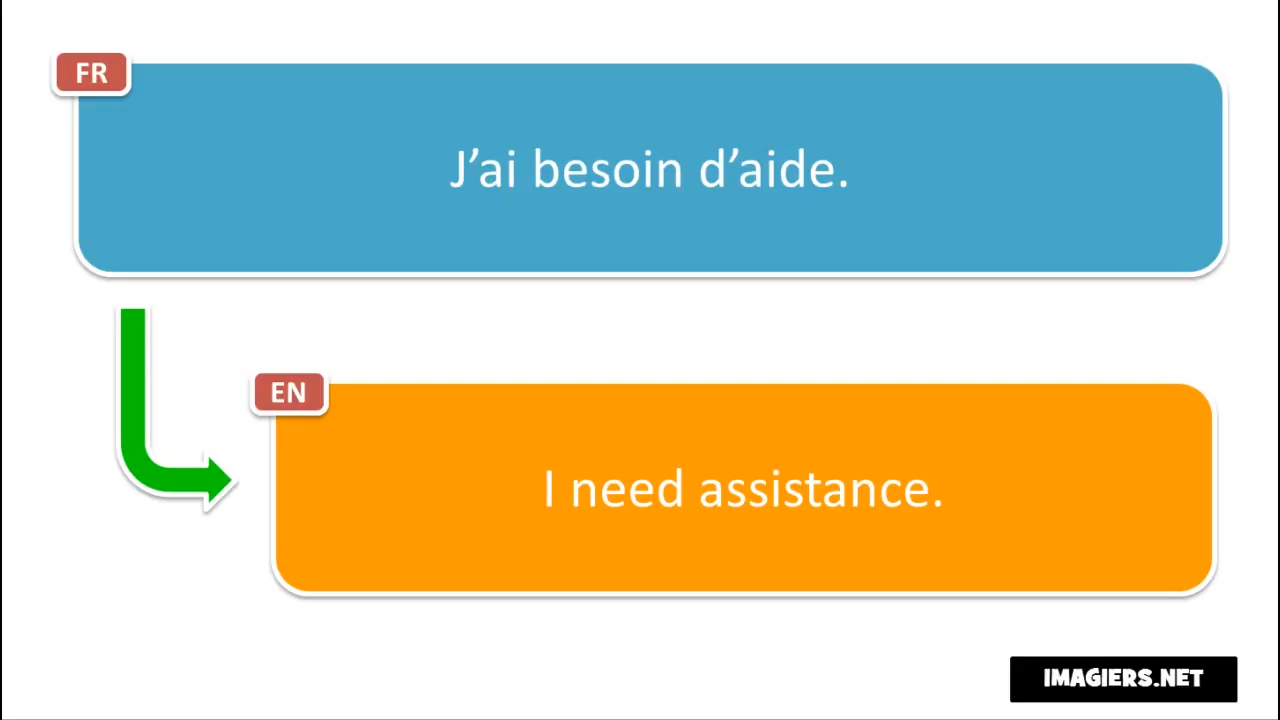 FR
J’ai besoin d’aide.
EN
I need assistance.
IMAGIERS.NET